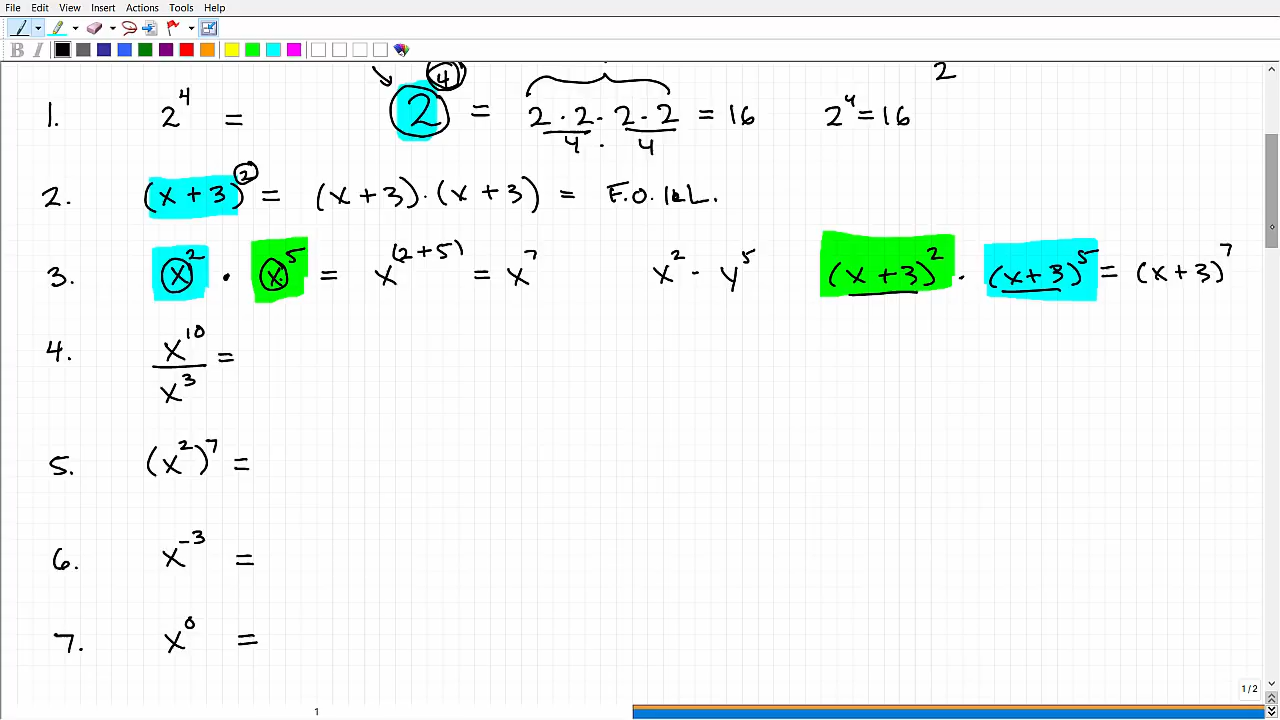 File Edit View Insert Actions Tools Help
B I
4 2
1. 2⁴ = 2 = 2 · 2 · 2 · 2 = 16 2⁴ = 16
4 · 4
2. (x + 3)² = (x + 3) · (x + 3) = F.O.I.L.
3. x² · x⁵ = x⁽²⁺⁵⁾ = x⁷ x² · y⁵ (x + 3)² · (x + 3)⁵ = (x + 3)⁷
4. x¹⁰ =
x³
5. (x²)⁷ =
6. x⁻³ =
7. x⁰ =
1/2
1